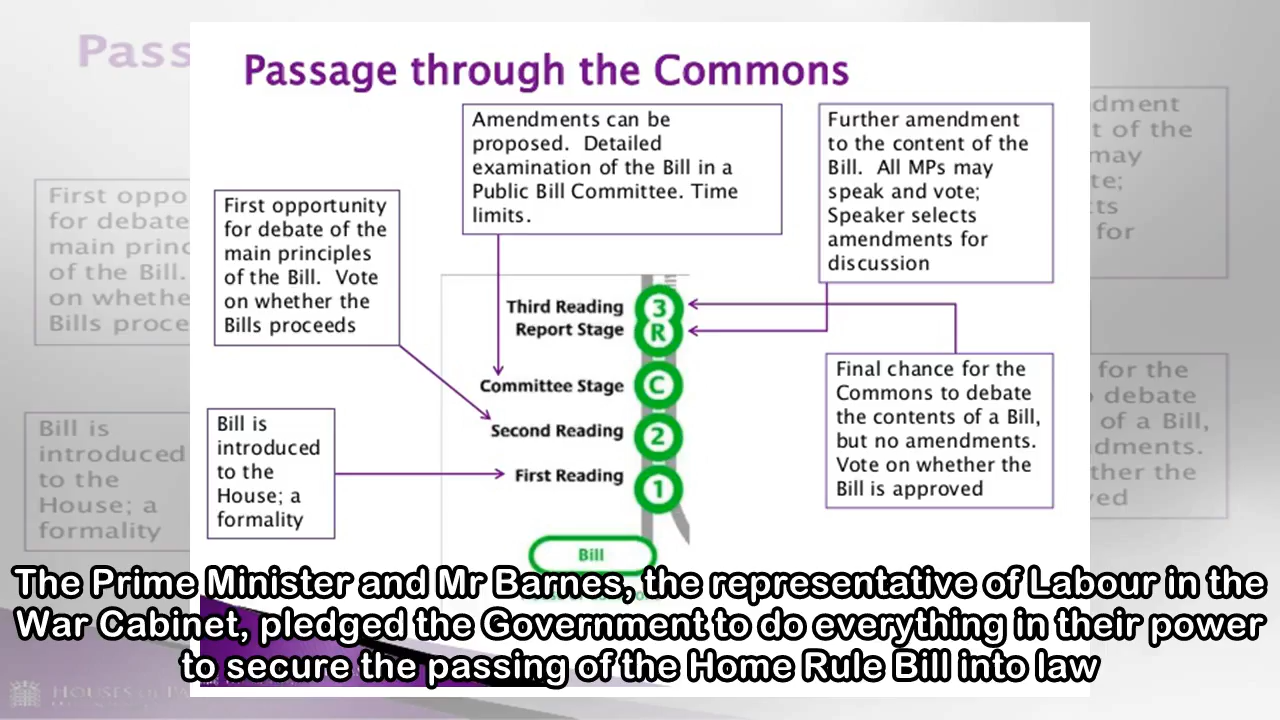 Passage through the Commons
Amendments can be
proposed. Detailed
examination of the Bill in a
Public Bill Committee. Time
limits.
Further amendment
to the content of the
Bill. All MPs may
speak and vote;
Speaker selects
amendments for
discussion
First opportunity
for debate of the
main principles
of the Bill. Vote
on whether the
Bills proceeds
Third Reading 3
Report Stage R
Committee Stage C
Second Reading 2
First Reading 1
Final chance for the
Commons to debate
the contents of a Bill,
but no amendments.
Vote on whether the
Bill is approved
Bill is
introduced
to the
House; a
formality
Bill
The Prime Minister and Mr Barnes, the representative of Labour in the
War Cabinet, pledged the Government to do everything in their power
to secure the passing of the Home Rule Bill into law